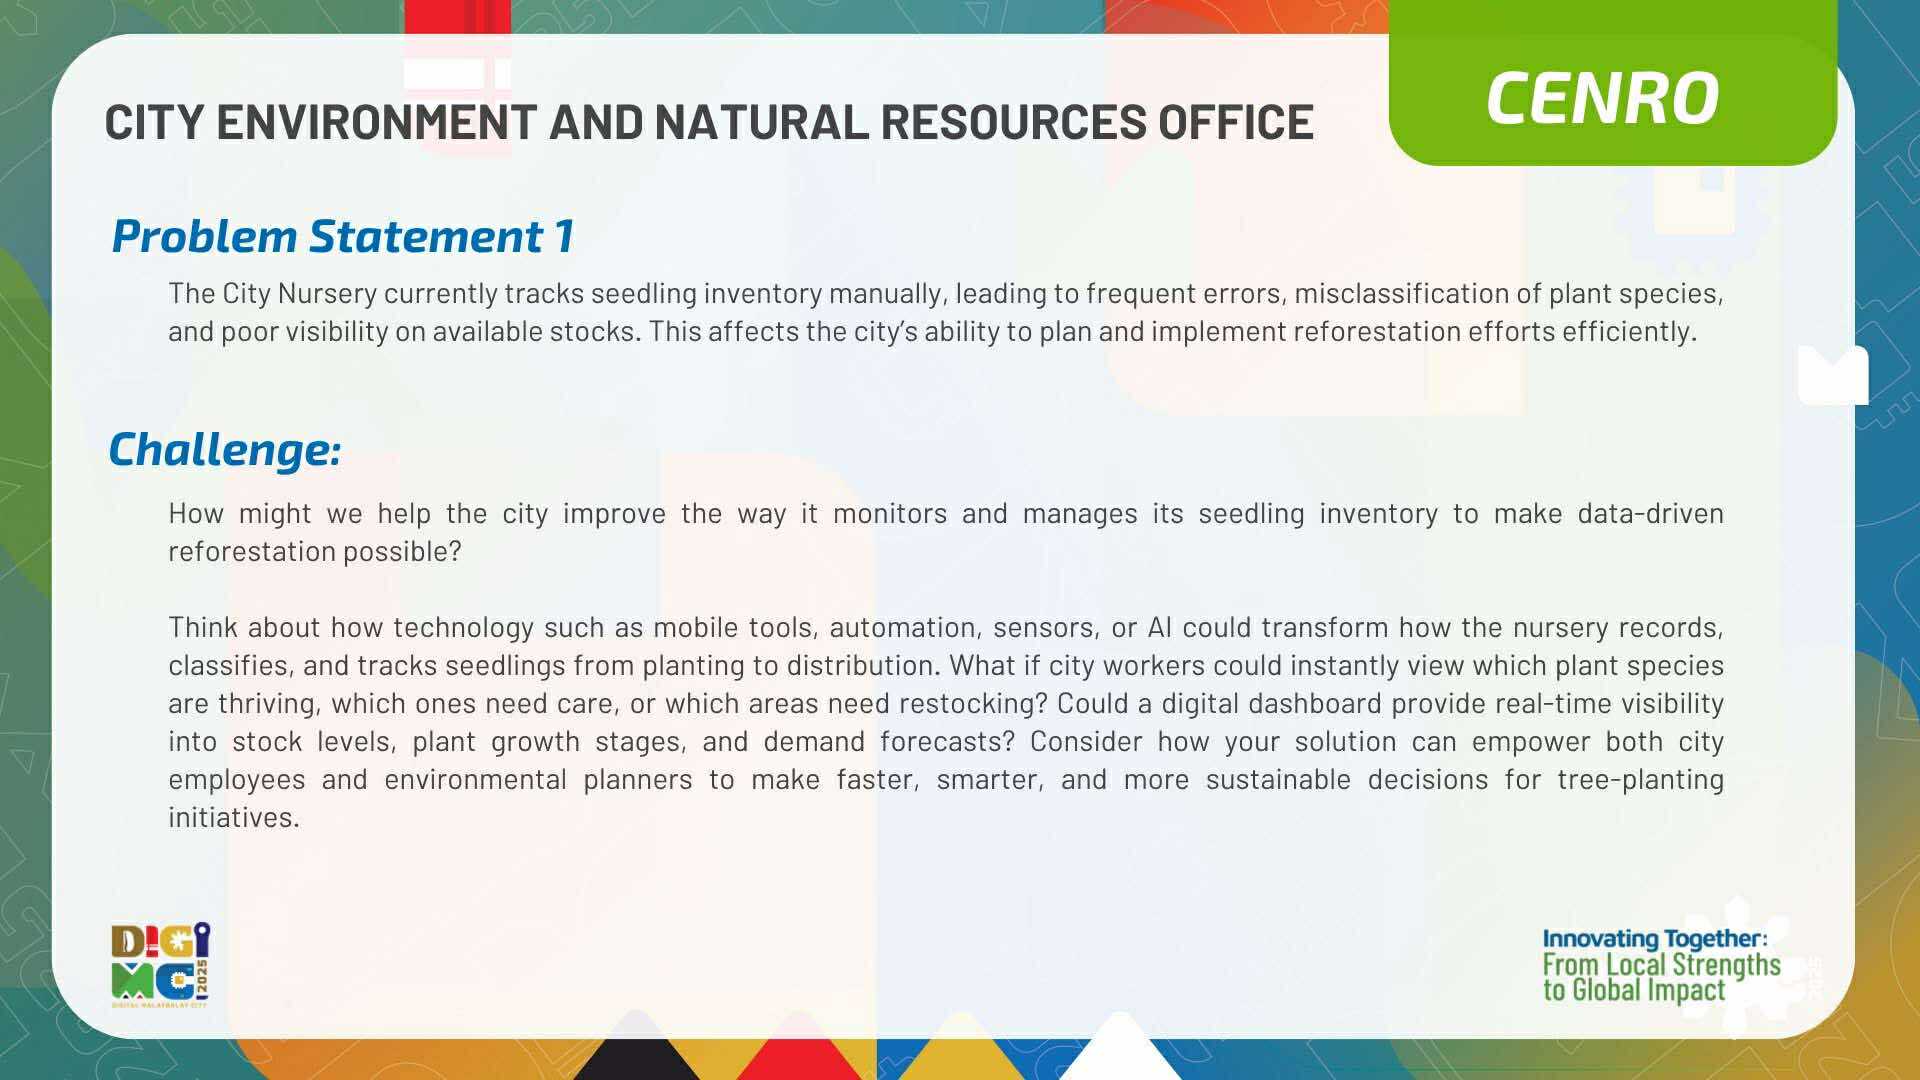 CENRO
CITY ENVIRONMENT AND NATURAL RESOURCES OFFICE
Problem Statement 1
The City Nursery currently tracks seedling inventory manually, leading to frequent errors, misclassification of plant species,
and poor visibility on available stocks. This affects the city’s ability to plan and implement reforestation efforts efficiently.
Challenge:
How might we help the city improve the way it monitors and manages its seedling inventory to make data-driven
reforestation possible?
Think about how technology such as mobile tools, automation, sensors, or AI could transform how the nursery records,
classifies, and tracks seedlings from planting to distribution. What if city workers could instantly view which plant species
are thriving, which ones need care, or which areas need restocking? Could a digital dashboard provide real-time visibility
into stock levels, plant growth stages, and demand forecasts? Consider how your solution can empower both city
employees and environmental planners to make faster, smarter, and more sustainable decisions for tree-planting
initiatives.
DIGI
MC 2025
DIGITAL MALAYBALAY CITY
Innovating Together:
From Local Strengths
to Global Impact